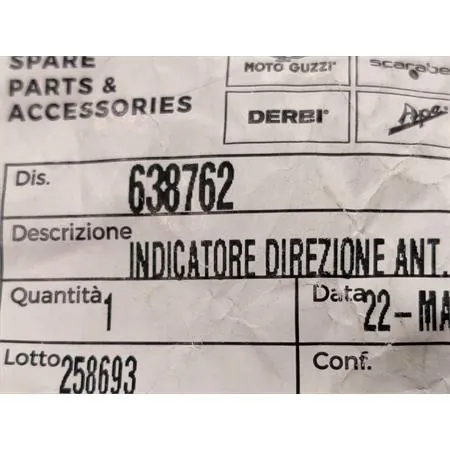 SPARE
PARTS &
ACCESSORIES
MOTO GUZZI®
scarabe
DERBI®
Ape
Dis. 638762
Descrizione
INDICATORE DIREZIONE ANT.
Quantità 1
Data 22-MA
Lotto 258693
Conf.